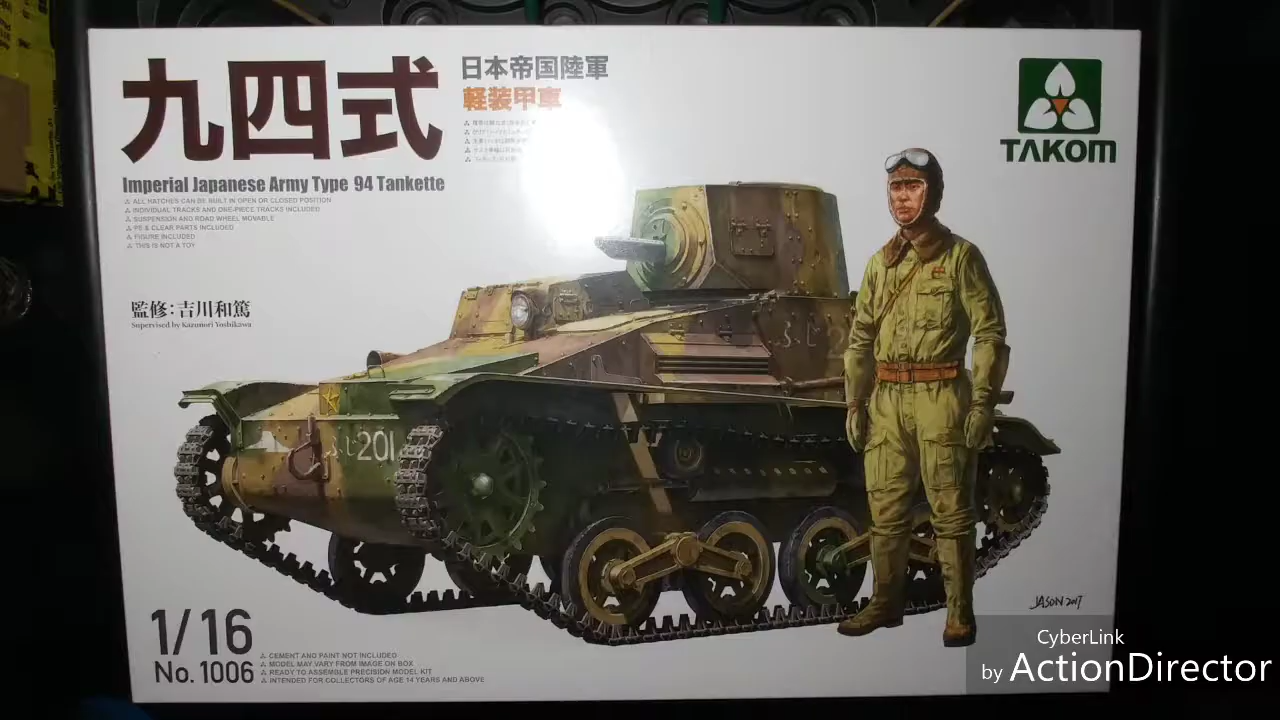 九四式
日本帝国陸軍
軽装甲車
Imperial Japanese Army Type 94 Tankette
ALL HATCHES CAN BE BUILT IN OPEN OR CLOSED POSITION
INDIVIDUAL TRACKS AND ONE-PIECE TRACKS INCLUDED
SUSPENSION AND ROAD WHEEL MOVABLE
PE & CLEAR PARTS INCLUDED
FIGURE INCLUDED
THIS IS NOT A TOY
TAKOM
監修:吉川和篤
Supervised by Kazunori Yoshikawa
201
JASON 2017
1/16
No. 1006
CEMENT AND PAINT NOT INCLUDED
MODEL MAY VARY FROM IMAGE ON BOX
READY TO ASSEMBLE PRECISION MODEL KIT
INTENDED FOR COLLECTORS OF AGE 14 YEARS AND ABOVE
CyberLink
by ActionDirector